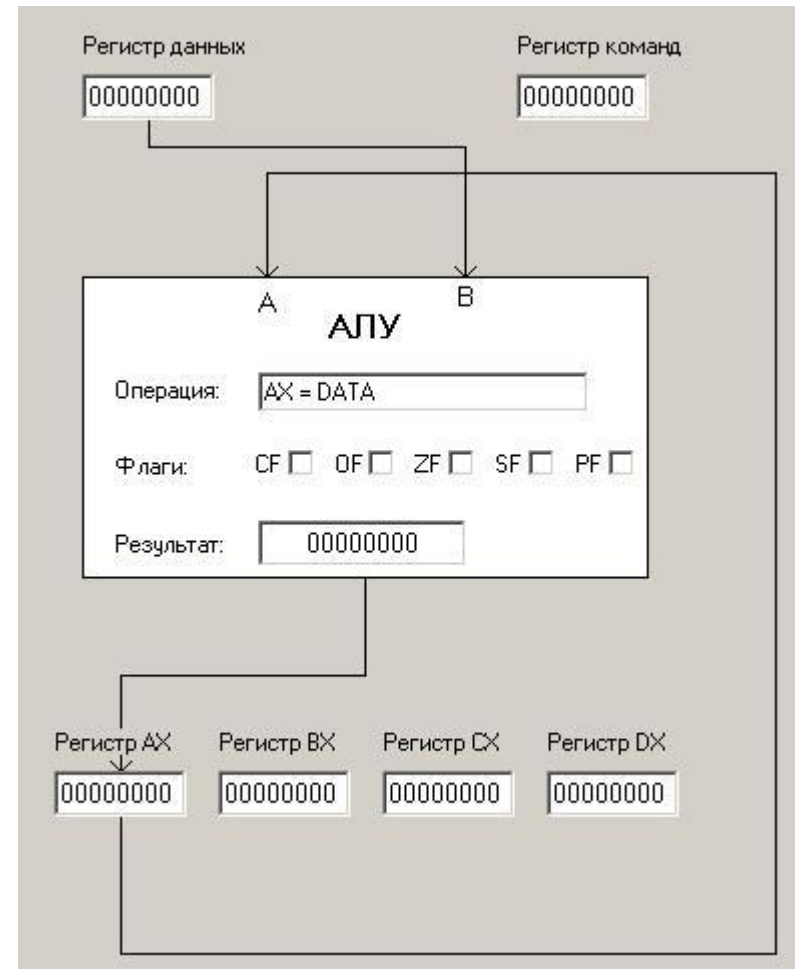 Регистр данных Регистр команд
00000000 00000000
A B
АЛУ
Операция: AX = DATA
Флаги: CF OF ZF SF PF
Результат: 00000000
Регистр AX Регистр BX Регистр CX Регистр DX
00000000 00000000 00000000 00000000